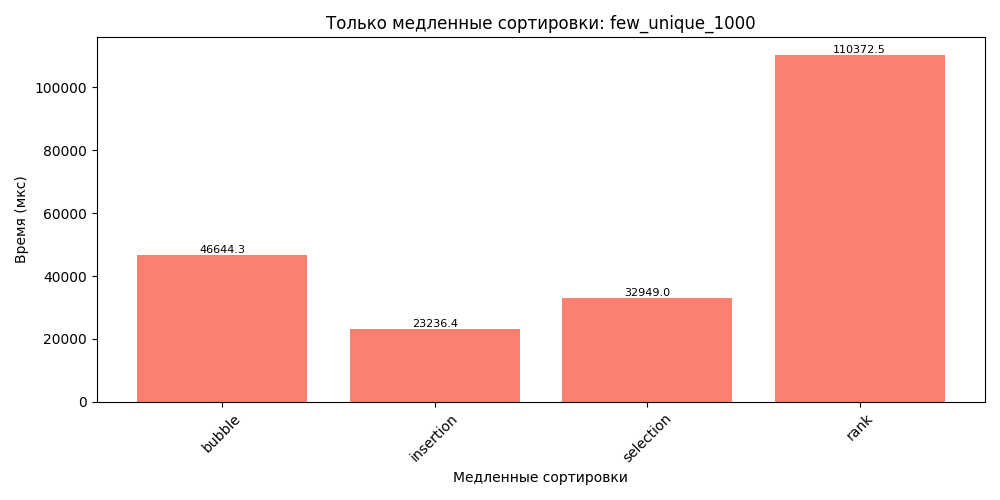 Только медленные сортировки: few_unique_1000
Время (мкс)
100000
80000
60000
40000
20000
0
46644.3
23236.4
32949.0
110372.5
bubble
insertion
selection
rank
Медленные сортировки